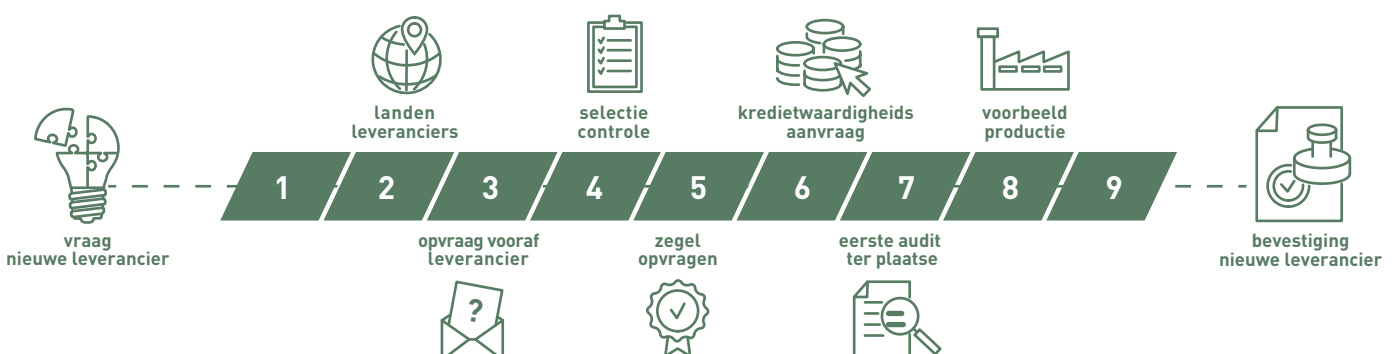 landen
leveranciers
selectie
controle
kredietwaardigheids
aanvraag
voorbeeld
productie
1 2 3 4 5 6 7 8 9
vraag
nieuwe leverancier
opvraag vooraf
leverancier
zegel
opvragen
eerste audit
ter plaatse
bevestiging
nieuwe leverancier
?